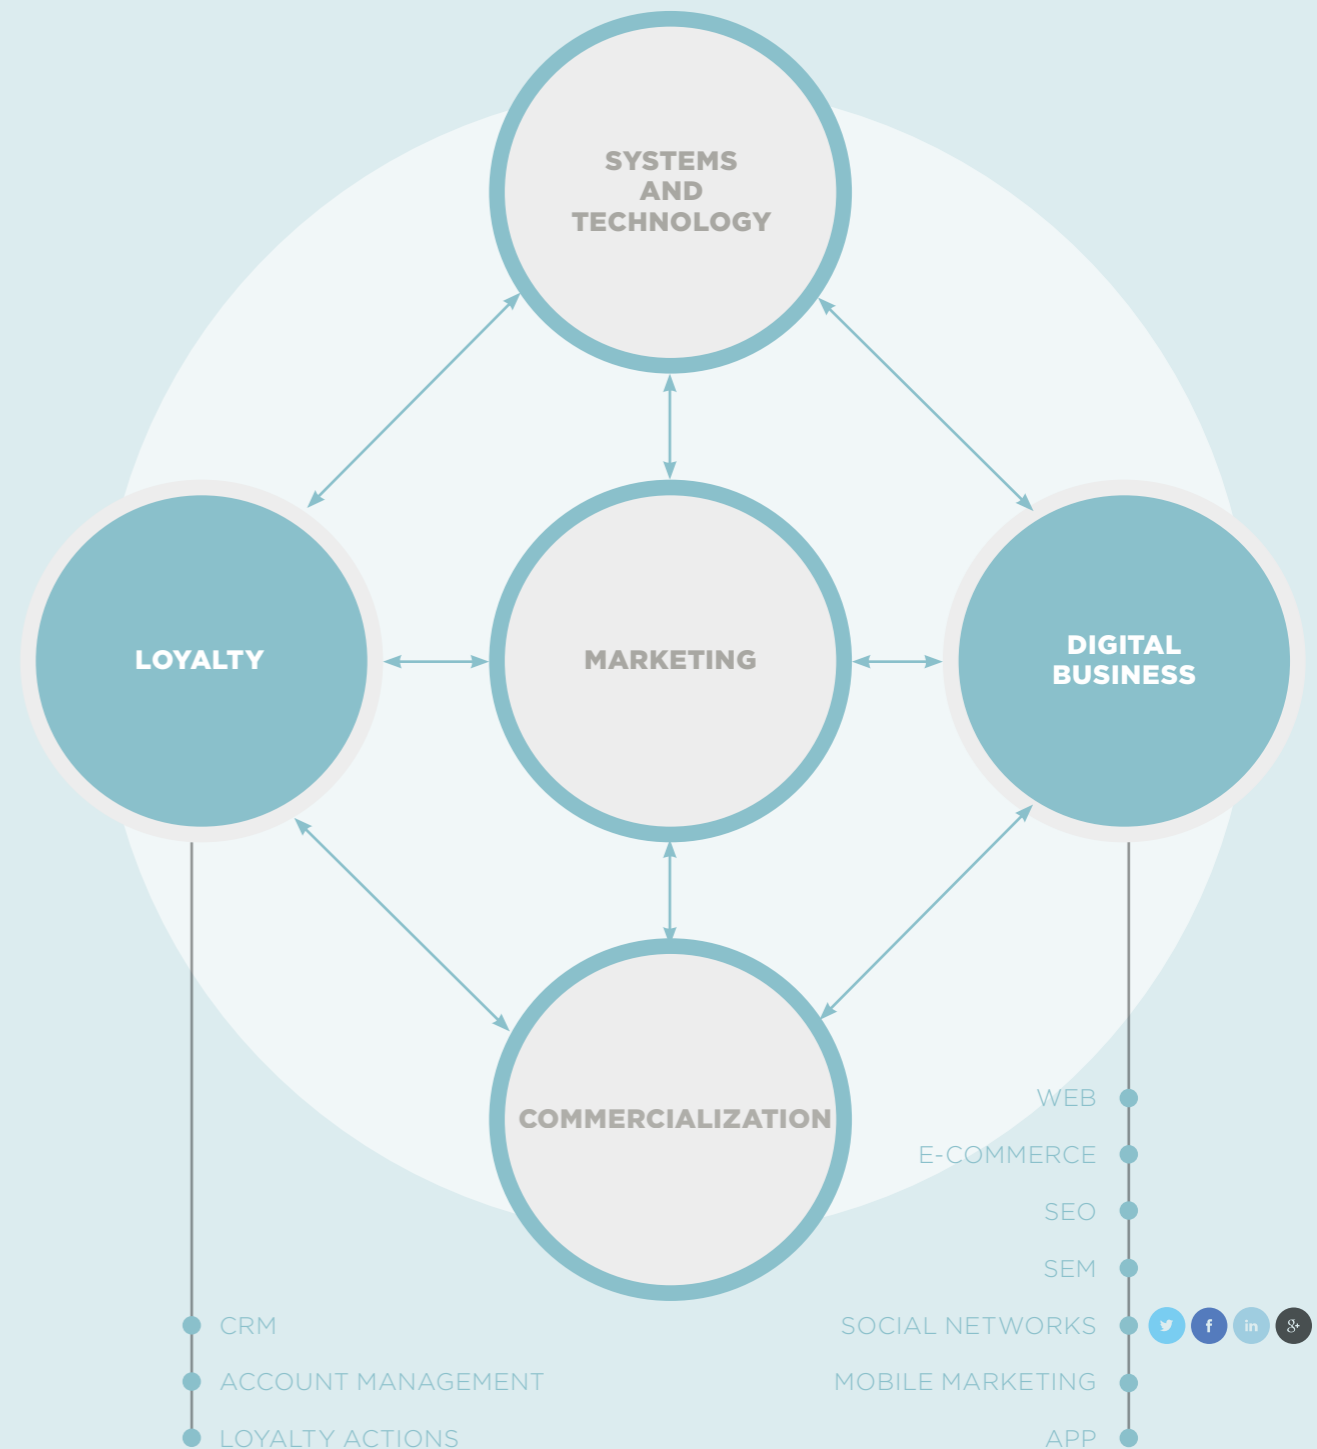 SYSTEMS
AND
TECHNOLOGY
LOYALTY
MARKETING
DIGITAL
BUSINESS
COMMERCIALIZATION
CRM
ACCOUNT MANAGEMENT
LOYALTY ACTIONS
WEB
E-COMMERCE
SEO
SEM
SOCIAL NETWORKS
f
in
g+
MOBILE MARKETING
APP